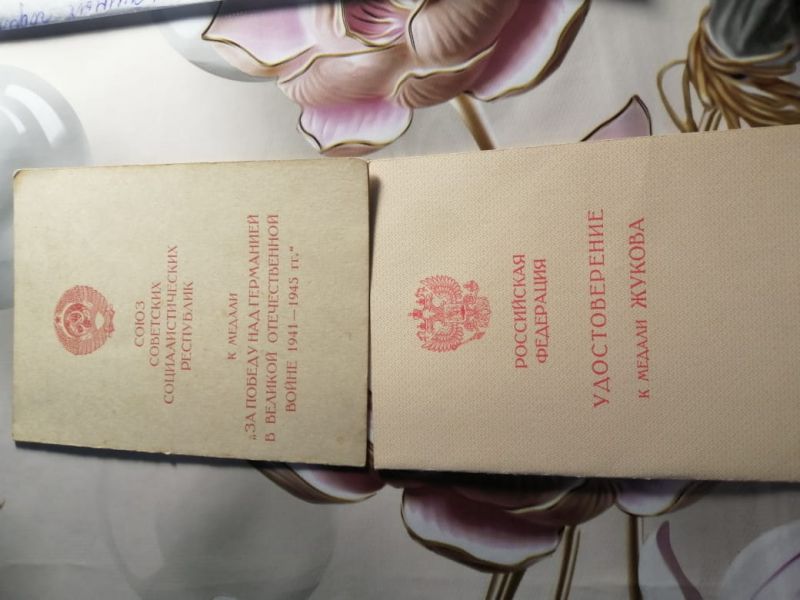 СОЮЗ
СОВЕТСКИХ
СОЦИАЛИСТИЧЕСКИХ
РЕСПУБЛИК
К МЕДАЛИ
„ЗА ПОБЕДУ НАД ГЕРМАНИЕЙ
В ВЕЛИКОЙ ОТЕЧЕСТВЕННОЙ
ВОЙНЕ 1941—1945 гг.“
РОССИЙСКАЯ
ФЕДЕРАЦИЯ
УДОСТОВЕРЕНИЕ
К МЕДАЛИ ЖУКОВА